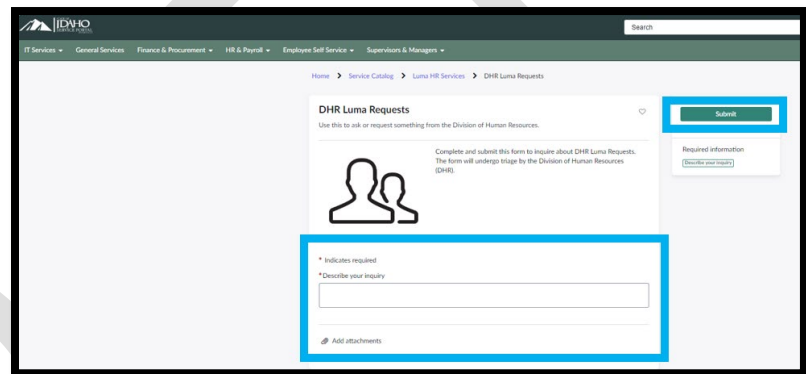 IDAHO
SERVICE PORTAL
Search
IT Services
General Services
Finance & Procurement
HR & Payroll
Employee Self Service
Supervisors & Managers
Home > Service Catalog > Luma HR Services > DHR Luma Requests
DHR Luma Requests
Use this to ask or request something from the Division of Human Resources.
Complete and submit this form to inquire about DHR Luma Requests.
The form will undergo triage by the Division of Human Resources
(DHR).
Submit
Required information
Describe your inquiry
* Indicates required
* Describe your inquiry
Add attachments